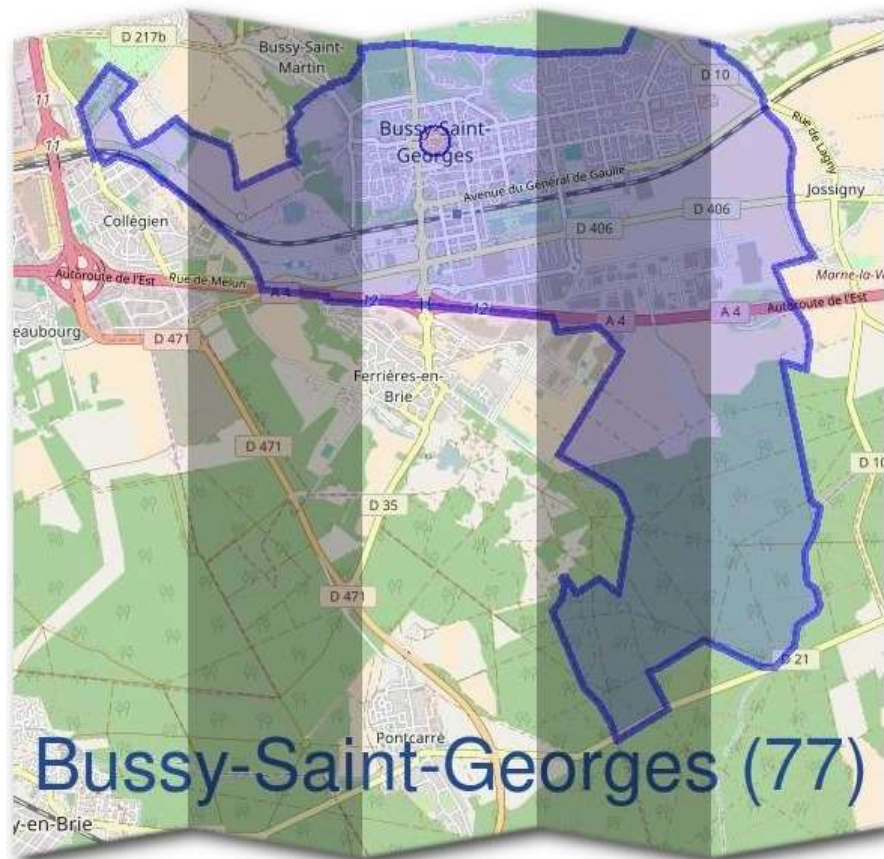 D 217b
Bussy-Saint-
Martin
D 10
11
11
11
Bussy-Saint-
Georges
Rue de Lagny
Avenue du Général de Gaulle
Jossigny
Collégien
D 406
D 406
Autoroute de l'Est
Rue de Melun
Marne-la-V
A 4
12
11
12
A 4
A 4
Autoroute de l'Est
eaubourg
D 471
Ferrières-en-
Brie
D 471
D 10
D 35
D 471
D 21
Pontcarré
Bussy-Saint-Georges (77)
y-en-Brie